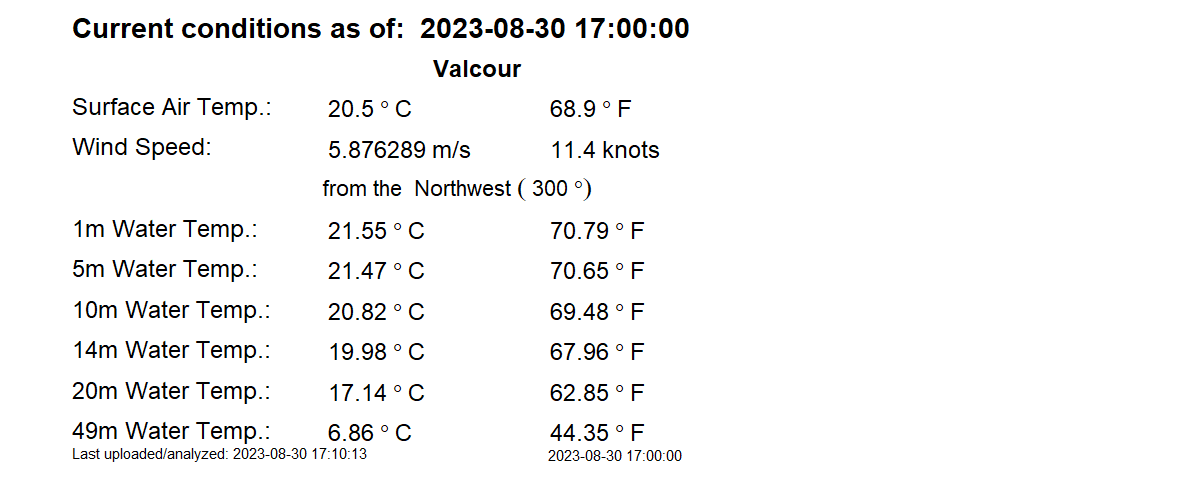 Current conditions as of: 2023-08-30 17:00:00
Valcour
Surface Air Temp.: 20.5 ° C 68.9 ° F
Wind Speed: 5.876289 m/s 11.4 knots
from the Northwest ( 300 °)
1m Water Temp.: 21.55 ° C 70.79 ° F
5m Water Temp.: 21.47 ° C 70.65 ° F
10m Water Temp.: 20.82 ° C 69.48 ° F
14m Water Temp.: 19.98 ° C 67.96 ° F
20m Water Temp.: 17.14 ° C 62.85 ° F
49m Water Temp.: 6.86 ° C 44.35 ° F
Last uploaded/analyzed: 2023-08-30 17:10:13 2023-08-30 17:00:00